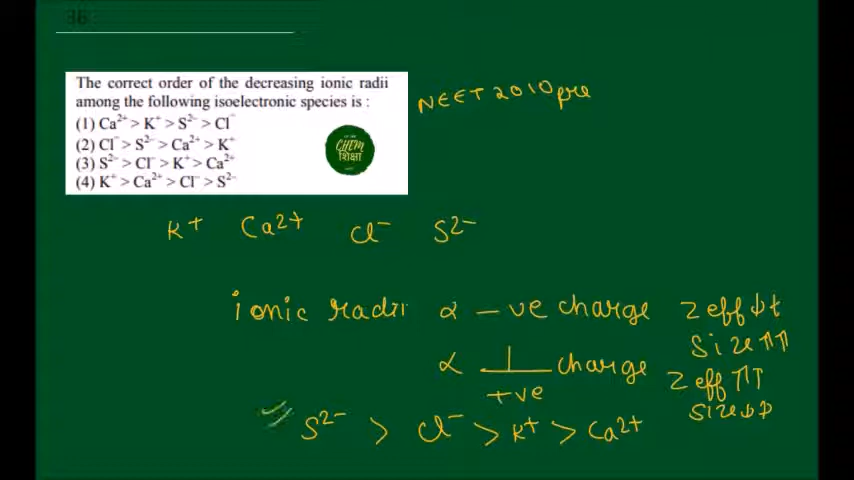 36
The correct order of the decreasing ionic radii
among the following isoelectronic species is :
(1) Ca²⁺ > K⁺ > S²⁻ > Cl⁻
(2) Cl⁻ > S²⁻ > Ca²⁺ > K⁺
(3) S²⁻ > Cl⁻ > K⁺ > Ca²⁺
(4) K⁺ > Ca²⁺ > Cl⁻ > S²⁻
CHEM
शिक्षा
NEET 2010 pre
K⁺ Ca²⁺ Cl⁻ S²⁻
ionic radii α -ve charge Zeff ↓↓
size ↑↑
α 1/+ve charge Zeff ↑↑
size ↓↓
S²⁻ > Cl⁻ > K⁺ > Ca²⁺